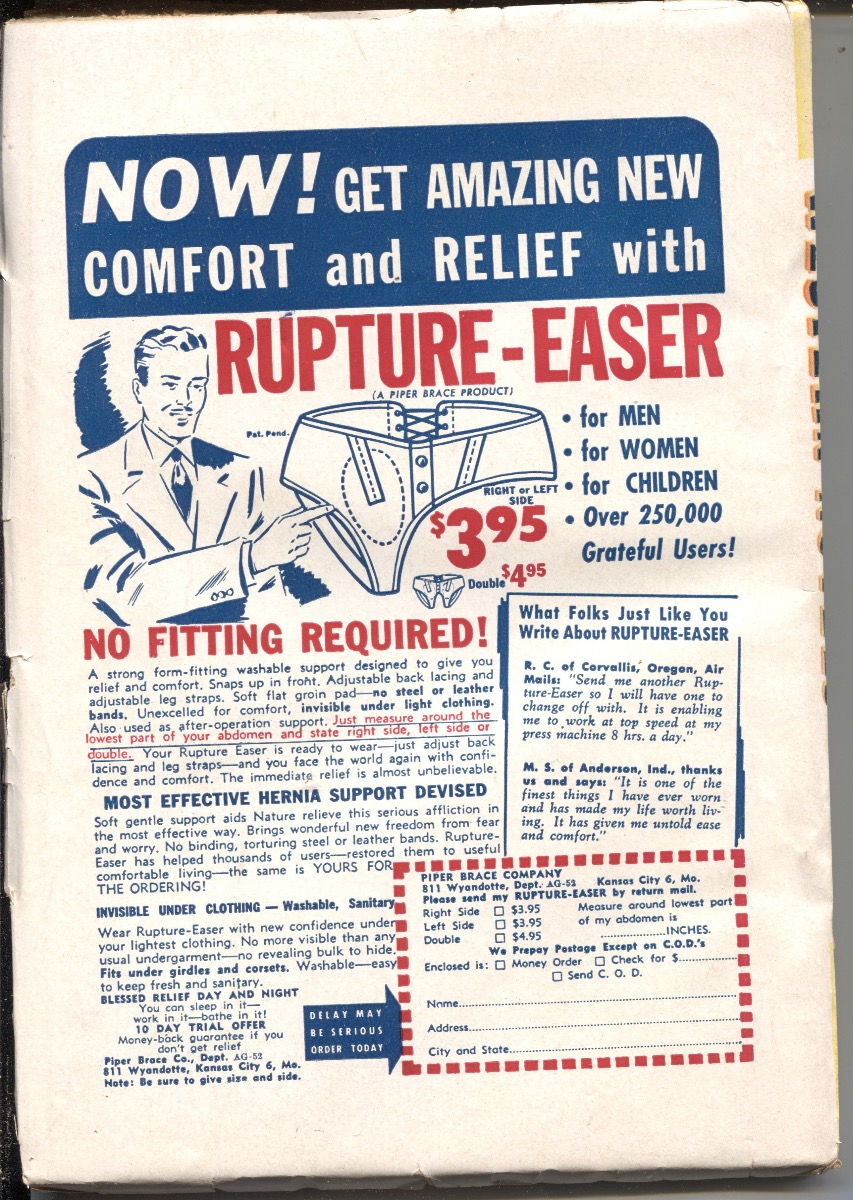 NOW! GET AMAZING NEW
COMFORT and RELIEF with
RUPTURE-EASER
(A PIPER BRACE PRODUCT)
Pat. Pend.
• for MEN
• for WOMEN
• for CHILDREN
• Over 250,000
Grateful Users!
RIGHT or LEFT
SIDE
$3.95
Double $4.95
NO FITTING REQUIRED!
A strong form-fitting washable support designed to give you
relief and comfort. Snaps up in front. Adjustable back lacing and
adjustable leg straps. Soft flat groin pad—no steel or leather
bands. Unexcelled for comfort, invisible under light clothing.
Also used as after-operation support. Just measure around the
lowest part of your abdomen and state right side, left side or
double. Your Rupture Easer is ready to wear—just adjust back
lacing and leg straps—and you face the world again with confi-
dence and comfort. The immediate relief is almost unbelievable.
MOST EFFECTIVE HERNIA SUPPORT DEVISED
Soft gentle support aids Nature relieve this serious affliction in
the most effective way. Brings wonderful new freedom from fear
and worry. No binding, torturing steel or leather bands. Rupture-
Easer has helped thousands of users—restored them to useful
comfortable living—the same is YOURS FOR
THE ORDERING!
INVISIBLE UNDER CLOTHING — Washable, Sanitary
Wear Rupture-Easer with new confidence under
your lightest clothing. No more visible than any
usual undergarment—no revealing bulk to hide.
Fits under girdles and corsets. Washable—easy
to keep fresh and sanitary.
BLESSED RELIEF DAY AND NIGHT
You can sleep in it—
work in it—bathe in it!
10 DAY TRIAL OFFER
Money-back guarantee if you
don't get relief
Piper Brace Co., Dept. AG-52
811 Wyandotte, Kansas City 6, Mo.
Note: Be sure to give size and side.
DELAY MAY
BE SERIOUS
ORDER TODAY
What Folks Just Like You
Write About RUPTURE-EASER
R. C. of Corvallis, Oregon, Air
Mails: "Send me another Rup-
ture-Easer so I will have one to
change off with. It is enabling
me to work at top speed at my
press machine 8 hrs. a day."
M. S. of Anderson, Ind., thanks
us and says: "It is one of the
finest things I have ever worn
and has made my life worth liv-
ing. It has given me untold ease
and comfort."
PIPER BRACE COMPANY
811 Wyandotte, Dept. AG-52 Kansas City 6, Mo.
Please send my RUPTURE-EASER by return mail.
Right Side □ $3.95
Left Side □ $3.95
Double □ $4.95
Measure around lowest part
of my abdomen is
....................INCHES.
We Prepay Postage Except on C.O.D.'s
Enclosed is: □ Money Order □ Check for $................
□ Send C. O. D.
Name................................................
Address................................................
City and State................................................